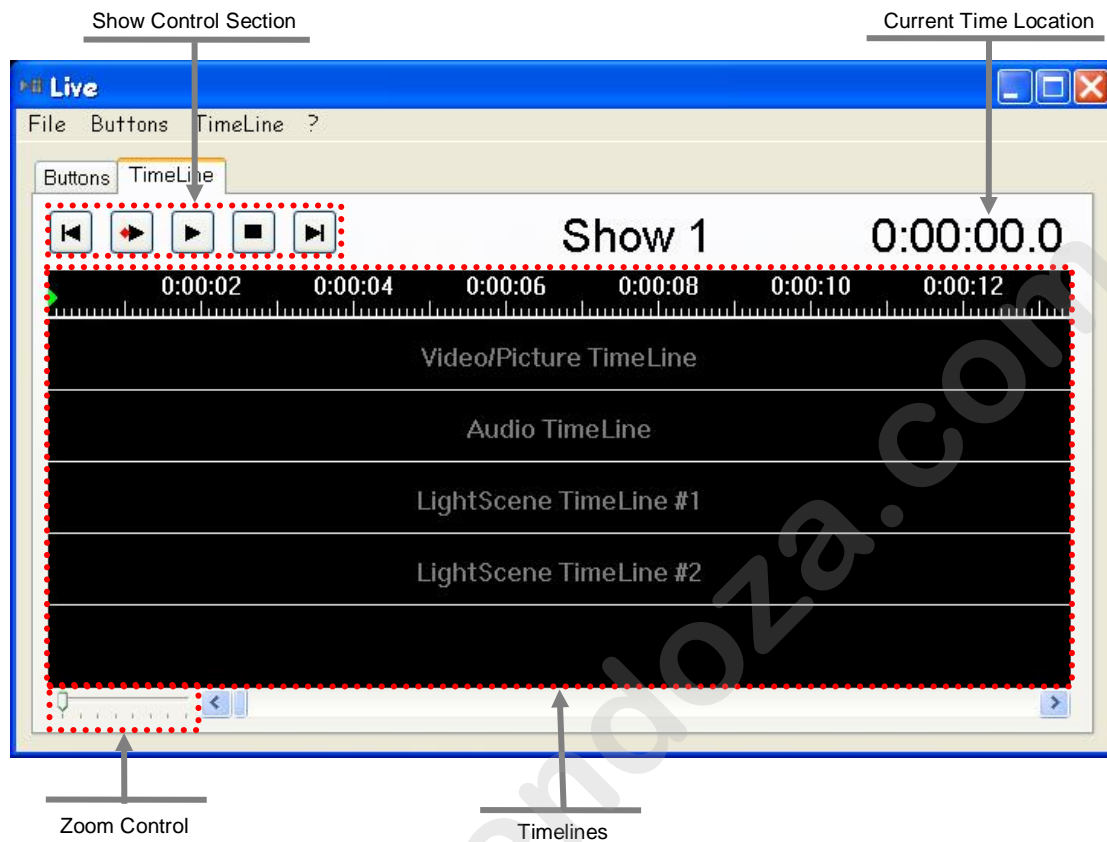 Show Control Section
Current Time Location
Live
File Buttons TimeLine ?
Buttons TimeLine
Show 1
0:00:00.0
0:00:02 0:00:04 0:00:06 0:00:08 0:00:10 0:00:12
Video/Picture TimeLine
Audio TimeLine
LightScene TimeLine #1
LightScene TimeLine #2
Zoom Control
Timelines